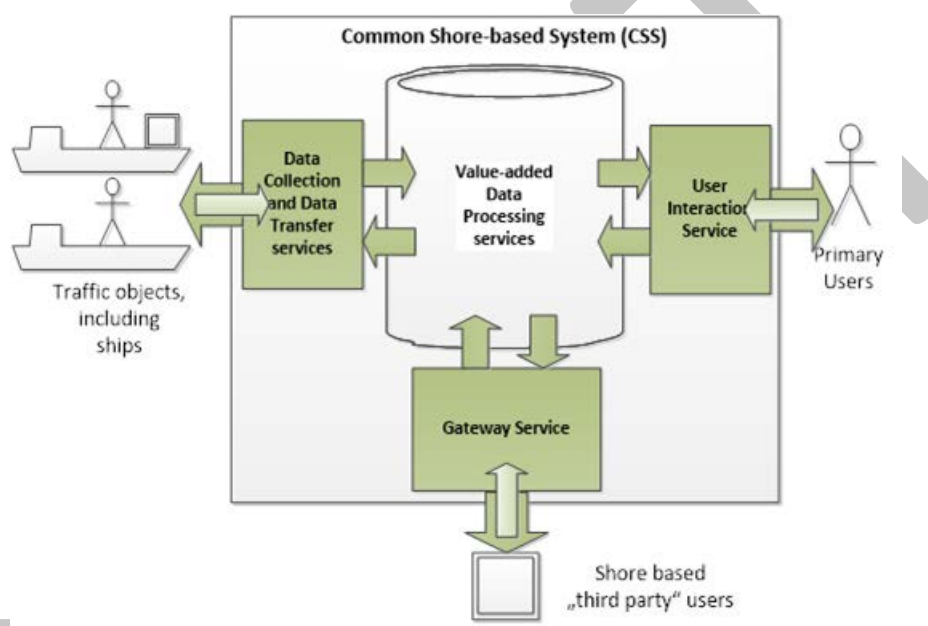 Common Shore-based System (CSS)
Data
Collection
and Data
Transfer
services
Value-added
Data
Processing
services
User
Interaction
Service
Primary
Users
Traffic objects,
including
ships
Gateway Service
Shore based
„third party“ users